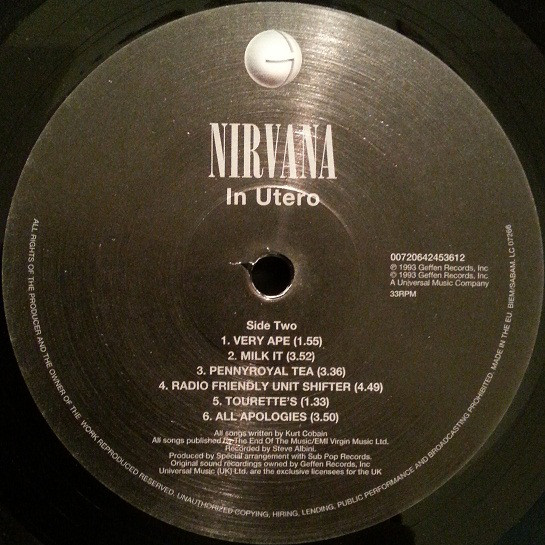 NIRVANA
In Utero
00720642453612
℗ 1993 Geffen Records, Inc
© 1993 Geffen Records, Inc
A Universal Music Company
33RPM
Side Two
1. VERY APE (1.55)
2. MILK IT (3.52)
3. PENNYROYAL TEA (3.36)
4. RADIO FRIENDLY UNIT SHIFTER (4.49)
5. TOURETTE'S (1.33)
6. ALL APOLOGIES (3.50)
All songs written by Kurt Cobain
All songs published by The End Of The Music/EMI Virgin Music Ltd.
Recorded by Steve Albini.
Produced by Special arrangement with Sub Pop Records.
Original sound recordings owned by Geffen Records, Inc
Universal Music (UK) Ltd. are the exclusive licensees for the UK
ALL RIGHTS OF THE PRODUCER AND THE OWNER OF THE WORK REPRODUCED RESERVED. UNAUTHORIZED COPYING, HIRING, LENDING, PUBLIC PERFORMANCE AND BROADCASTING PROHIBITED. MADE IN THE EU. BIEM/SABAM. LC 07266